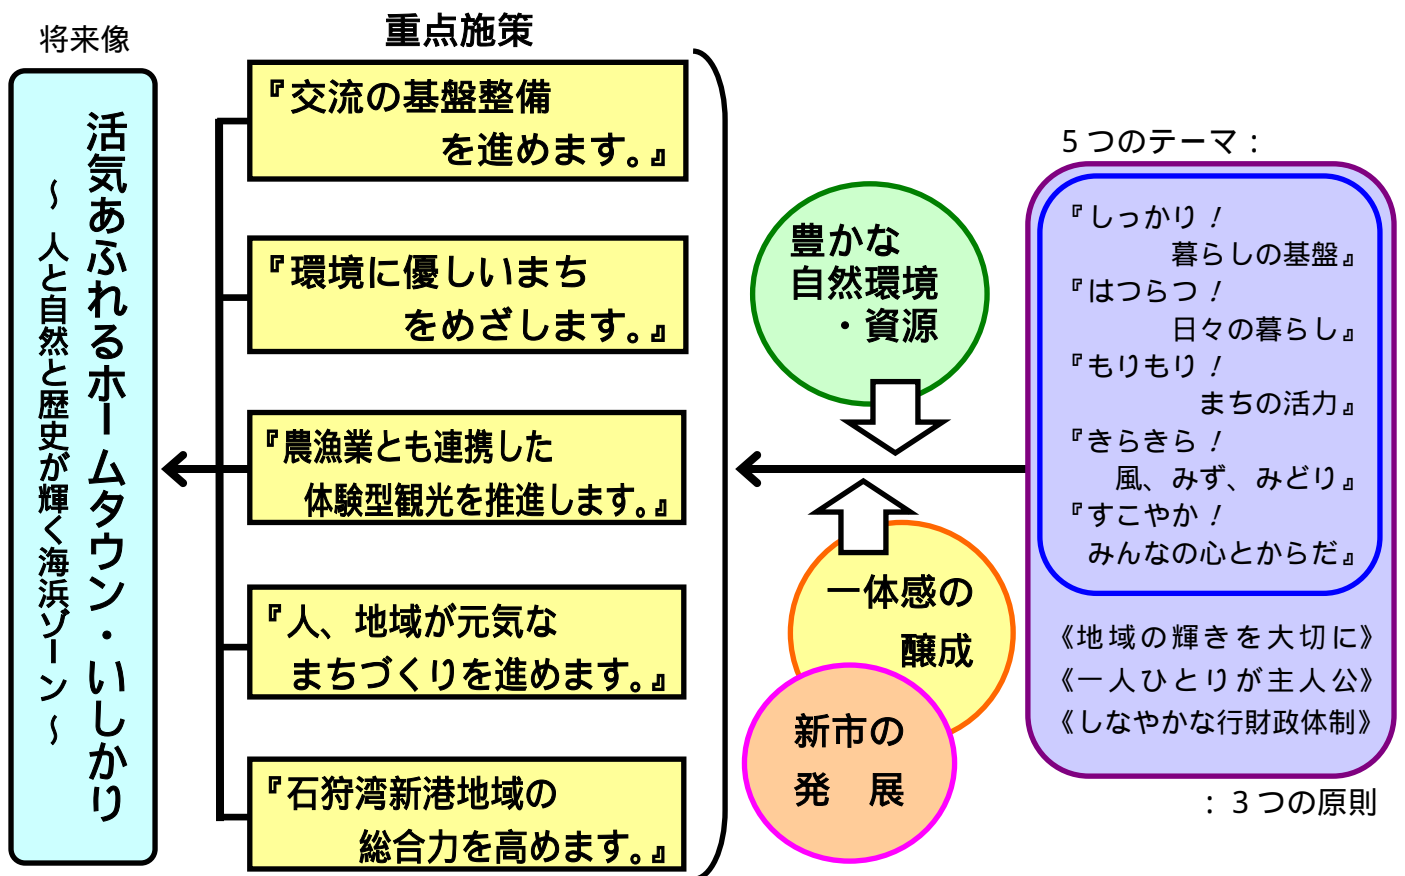 将来像
活気あふれるホームタウン・いしかり
～ 人と自然と歴史が輝く海浜ゾーン ～
重点施策
『交流の基盤整備
を進めます。』
『環境に優しいまち
をめざします。』
『農漁業とも連携した
体験型観光を推進します。』
『人、地域が元気な
まちづくりを進めます。』
『石狩湾新港地域の
総合力を高めます。』
豊かな
自然環境
・資源
一体感の
醸成
新市の
発　展
５つのテーマ：
『しっかり！
暮らしの基盤』
『はつらつ！
日々の暮らし』
『もりもり！
まちの活力』
『きらきら！
風、みず、みどり』
『すこやか！
みんなの心とからだ』
《地域の輝きを大切に》
《一人ひとりが主人公》
《しなやかな行財政体制》
：３つの原則